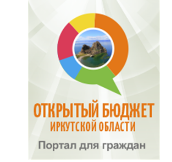 ОТКРЫТЫЙ БЮДЖЕТ
ИРКУТСКОЙ ОБЛАСТИ
Портал для граждан